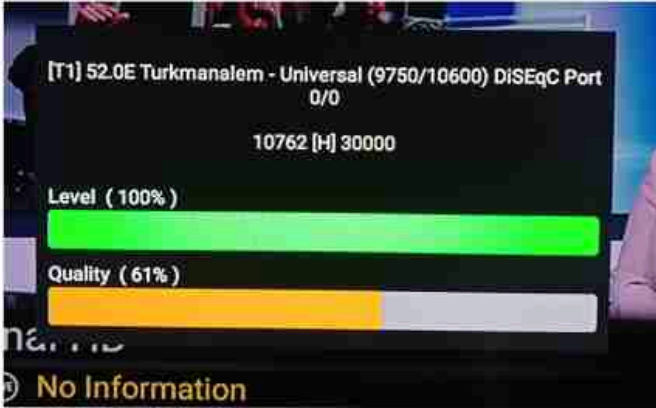 [T1] 52.0E Turkmanalem - Universal (9750/10600) DiSEqC Port
0/0
10762 [H] 30000
Level ( 100% )
Quality ( 61% )
No Information